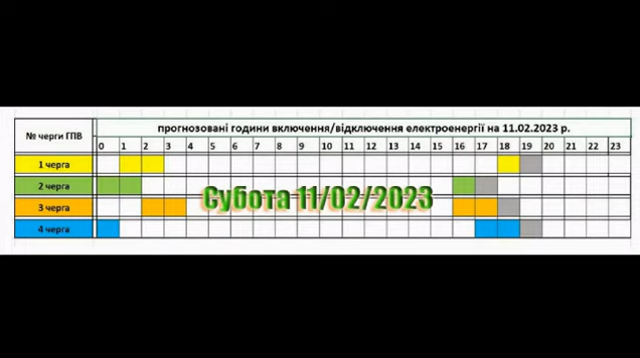 № черги ГПВ
прогнозовані години включення/відключення електроенергії на 11.02.2023 р.
0 1 2 3 4 5 6 7 8 9 10 11 12 13 14 15 16 17 18 19 20 21 22 23
1 черга
2 черга
Субота 11/02/2023
3 черга
4 черга